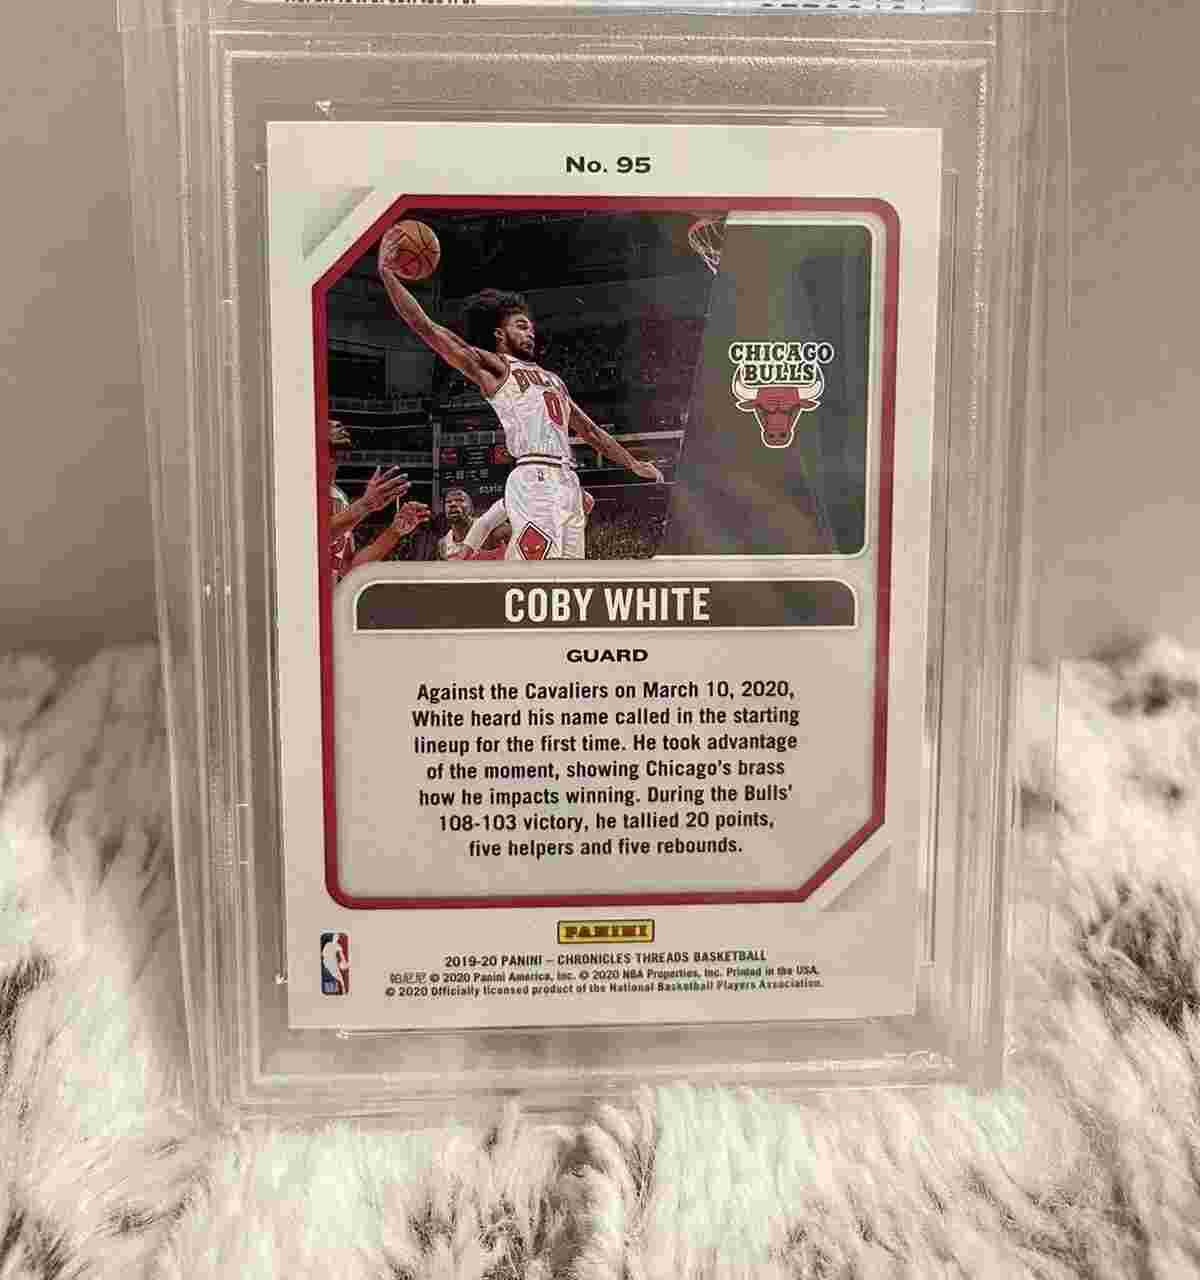 No. 95
CHICAGO
BULLS
BULLS
0
COBY WHITE
GUARD
Against the Cavaliers on March 10, 2020,
White heard his name called in the starting
lineup for the first time. He took advantage
of the moment, showing Chicago's brass
how he impacts winning. During the Bulls'
108-103 victory, he tallied 20 points,
five helpers and five rebounds.
PANINI
2019-20 PANINI – CHRONICLES THREADS BASKETBALL
© 2020 Panini America, Inc. © 2020 NBA Properties, Inc. Printed in the USA.
© 2020 Officially licensed product of the National Basketball Players Association.